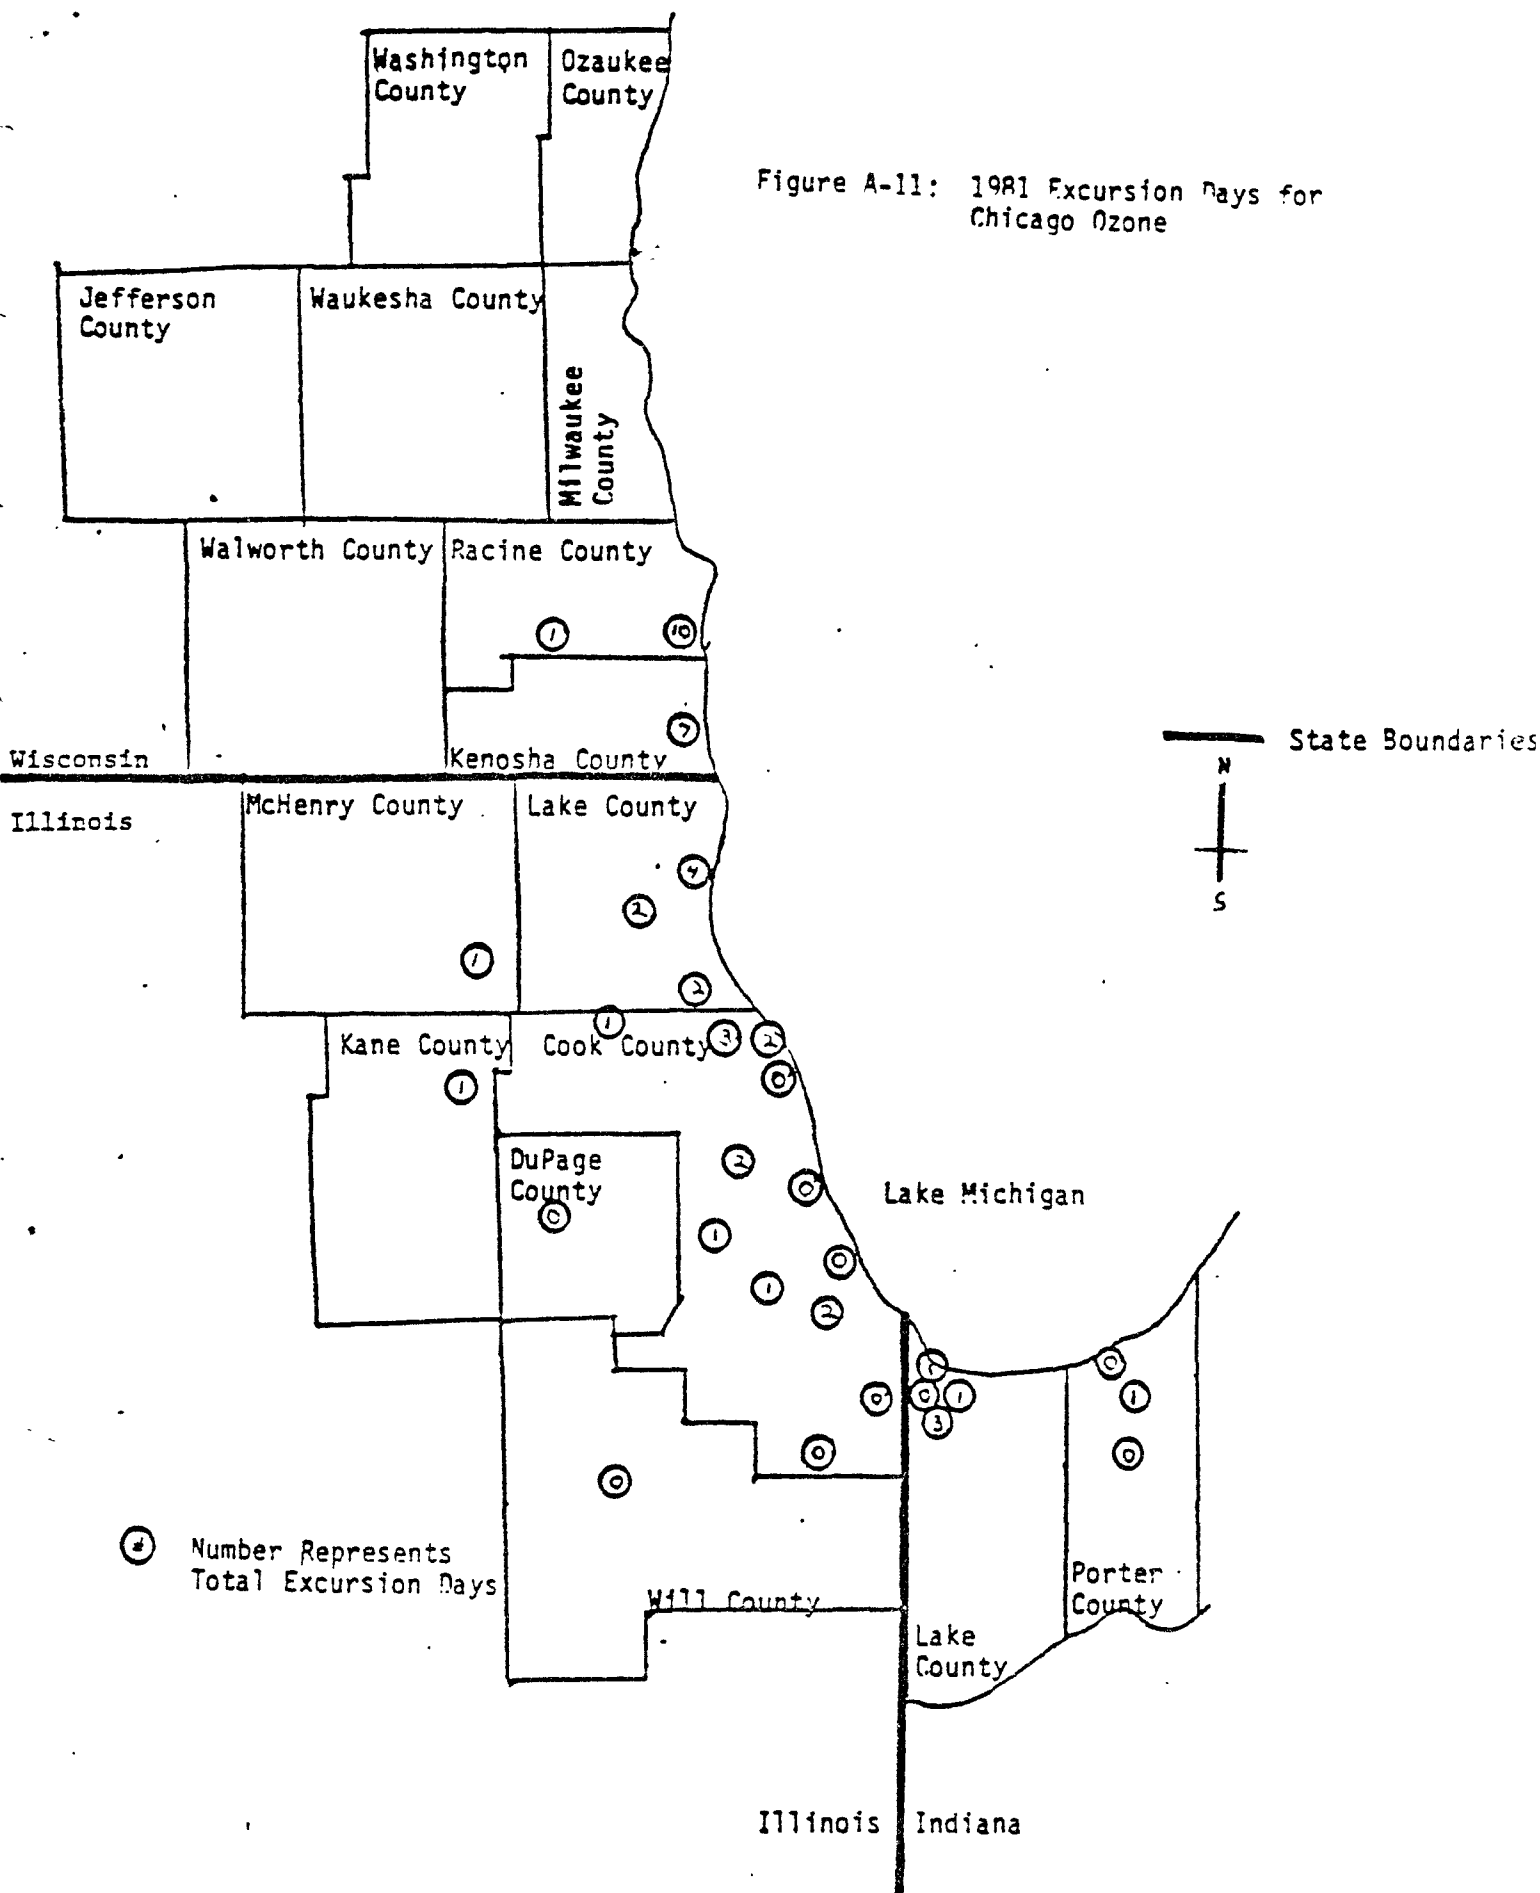 Washington
County
Ozaukee
County
Figure A-11: 1981 Excursion Days for
Chicago Ozone
Jefferson
County
Waukesha County
Milwaukee
County
Walworth County
Racine County
1
10
7
Wisconsin
Kenosha County
State Boundaries
N
S
Illinois
McHenry County
Lake County
4
2
1
2
1
Kane County
Cook County
3
2
0
1
DuPage
County
0
2
0
Lake Michigan
1
0
1
2
0
0
1
3
0
1
0
0
0
#
Number Represents
Total Excursion Days
Will County
Porter
County
Lake
County
Illinois
Indiana